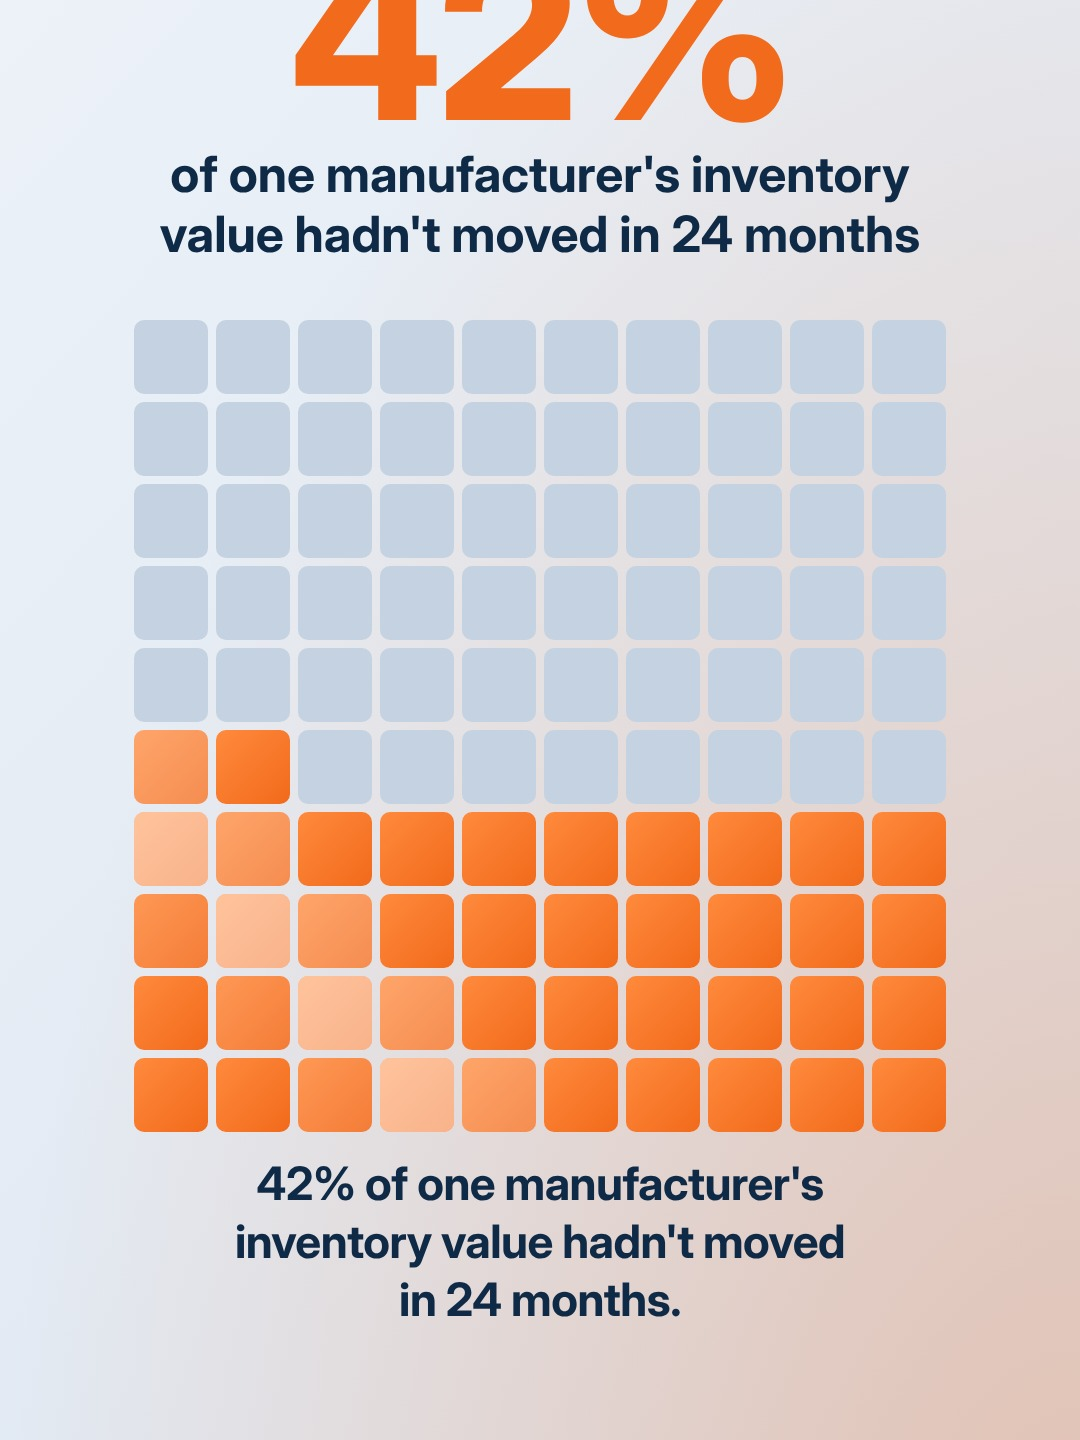 42%
of one manufacturer's inventory
value hadn't moved in 24 months
42% of one manufacturer's
inventory value hadn't moved
in 24 months.